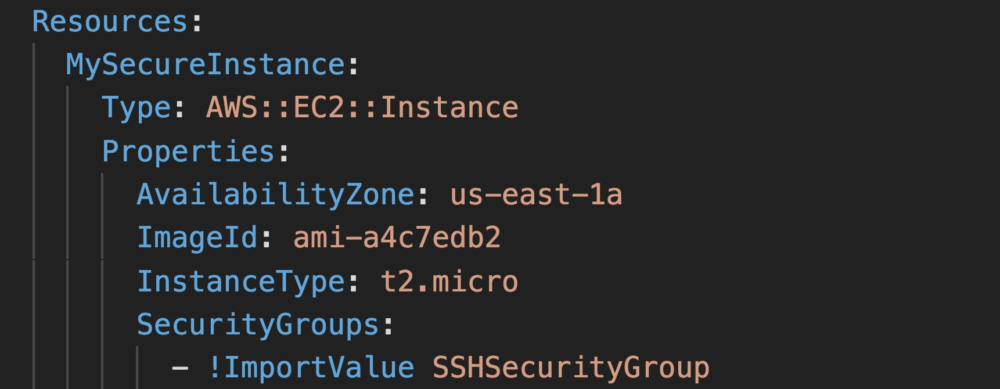 Resources:
  MySecureInstance:
    Type: AWS::EC2::Instance
    Properties:
      AvailabilityZone: us-east-1a
      ImageId: ami-a4c7edb2
      InstanceType: t2.micro
      SecurityGroups:
        - !ImportValue SSHSecurityGroup